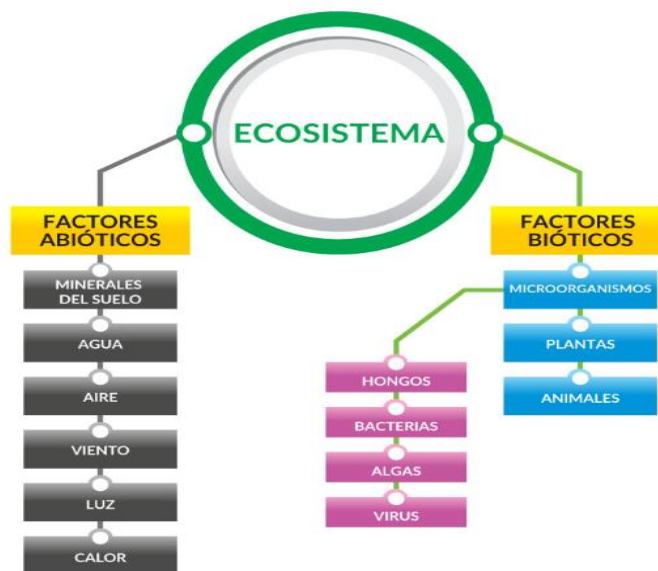 ECOSISTEMA
FACTORES
ABIÓTICOS
MINERALES
DEL SUELO
AGUA
AIRE
VIENTO
LUZ
CALOR
FACTORES
BIÓTICOS
MICROORGANISMOS
PLANTAS
ANIMALES
HONGOS
BACTERIAS
ALGAS
VIRUS